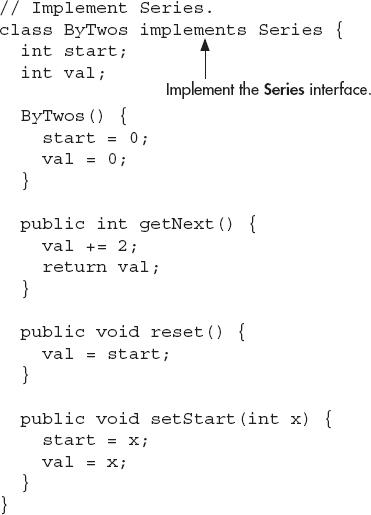 // Implement Series.
class ByTwos implements Series {
  int start;
  int val;
Implement the Series interface.
  ByTwos() {
    start = 0;
    val = 0;
  }
  public int getNext() {
    val += 2;
    return val;
  }
  public void reset() {
    val = start;
  }
  public void setStart(int x) {
    start = x;
    val = x;
  }
}